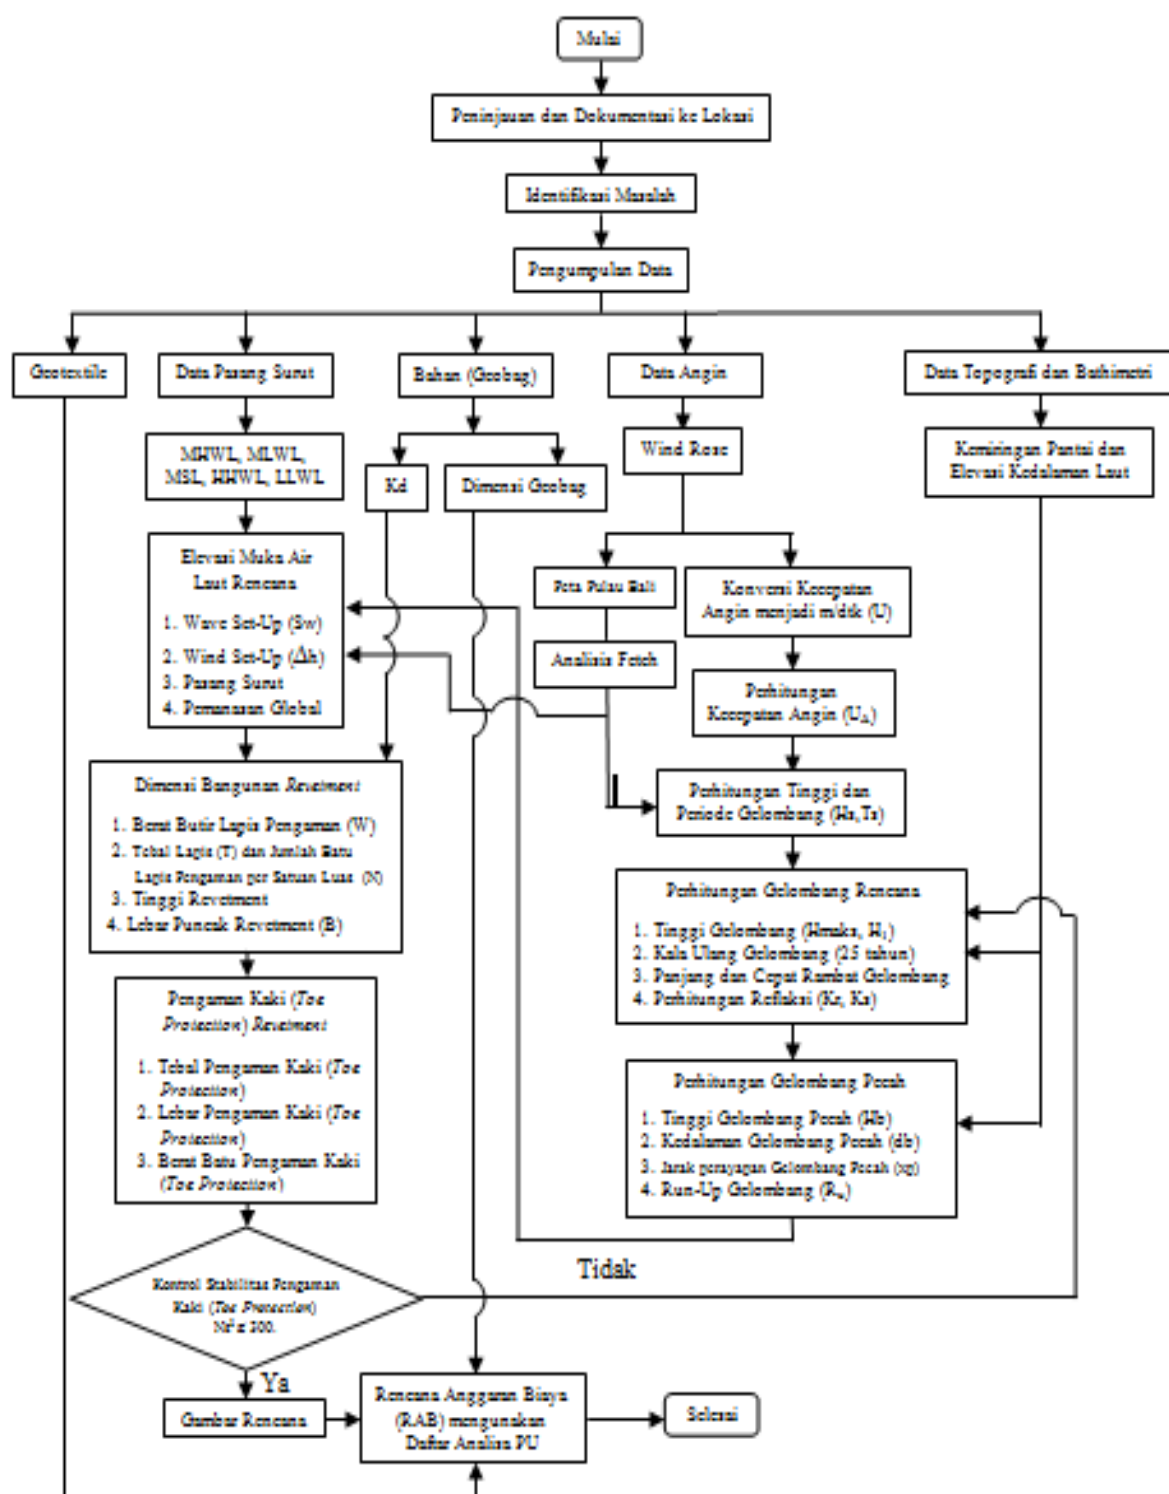 Mulai
Peninjauan dan Dokumentasi ke Lokasi
Identifikasi Masalah
Pengumpulan Data
Geotextile
Data Pasang Surut
Bahan (Geobag)
Data Angin
Data Topografi dan Bathimetri
MHWL, MLWL,
MSL, HHWL, LLWL
Kd
Dimensi Geobag
Wind Rose
Kemiringan Pantai dan
Elevasi Kedalaman Laut
Elevasi Muka Air
Laut Rencana
1. Wave Set-Up (Sw)
2. Wind Set-Up (Δh)
3. Pasang Surut
4. Pemanasan Global
Peta Pulau Bali
Konversi Kecepatan
Angin menjadi m/dtk (U)
Analisis Fetch
Perhitungan
Kecepatan Angin (U_A)
Dimensi Bangunan Revetment
1. Berat Butir Lapis Pengaman (W)
2. Tebal Lapis (T) dan Jumlah Batu
Lapis Pengaman per Satuan Luas (N)
3. Tinggi Revetment
4. Lebar Puncak Revetment (B)
Perhitungan Tinggi dan
Periode Gelombang (Hs,Ts)
Perhitungan Gelombang Rencana
1. Tinggi Gelombang (Hmaks, H₁)
2. Kala Ulang Gelombang (25 tahun)
3. Panjang dan Cepat Rambat Gelombang
4. Perhitungan Reflaksi (Kr, Ks)
Pengaman Kaki (Toe
Protection) Revetment
1. Tebal Pengaman Kaki (Toe
Protection)
2. Lebar Pengaman Kaki (Toe
Protection)
3. Berat Batu Pengaman Kaki
(Toe Protection)
Perhitungan Gelombang Pecah
1. Tinggi Gelombang Pecah (Hb)
2. Kedalaman Gelombang Pecah (db)
3. Jarak Gelombang Pecah
4. Run-Up Gelombang (Rᵤ)
Tidak
Kontrol Stabilitas Pengaman
Kaki (Toe Protection)
300.
Ya
Gambar Rencana
Rencana Anggaran Biaya
(RAB) mengunakan
Daftar Analisa PU
Selesai